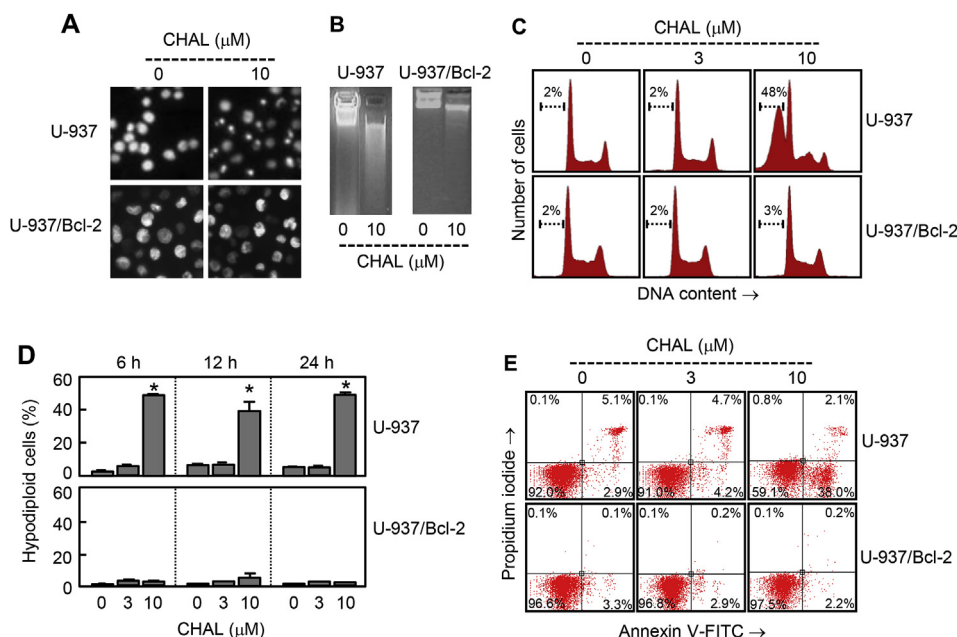 A
CHAL (µM)
0 10
U-937
U-937/Bcl-2
B
CHAL (µM)
U-937 U-937/Bcl-2
0 10 0 10
CHAL (µM)
C
CHAL (µM)
0 3 10
2% 2% 48%
U-937
2% 2% 3%
U-937/Bcl-2
Number of cells
DNA content →
D
6 h 12 h 24 h
60
40
20
0
* * *
U-937
60
40
20
0
U-937/Bcl-2
Hypodiploid cells (%)
0 3 10 0 3 10 0 3 10
CHAL (µM)
E
CHAL (µM)
0 3 10
0.1% 5.1% 0.1% 4.7% 0.8% 2.1%
U-937
92.0% 2.9% 91.0% 4.2% 59.1% 38.0%
0.1% 0.1% 0.1% 0.2% 0.1% 0.2%
U-937/Bcl-2
96.6% 3.3% 96.8% 2.9% 97.5% 2.2%
Propidium iodide →
Annexin V-FITC →